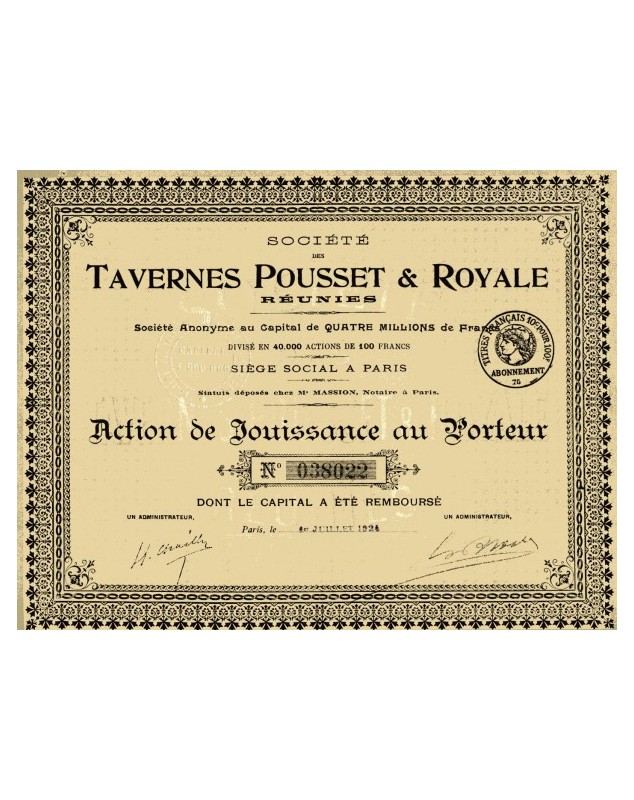 SOCIÉTÉ
DES
TAVERNES POUSSET & ROYALE
RÉUNIES
Société Anonyme au Capital de QUATRE MILLIONS de Francs
DIVISÉ EN 40.000 ACTIONS DE 100 FRANCS
SIÈGE SOCIAL A PARIS
Statuts déposés chez Mᵉ MASSION, Notaire à Paris.
TITRES FRANÇAIS 10ᶜ POUR 100ᶠ
ABONNEMENT
76
Action de Jouissance au Porteur
Nº 038022
DONT LE CAPITAL A ÉTÉ REMBOURSÉ
UN ADMINISTRATEUR,
UN ADMINISTRATEUR,
Paris, le 1er JUILLET 1924